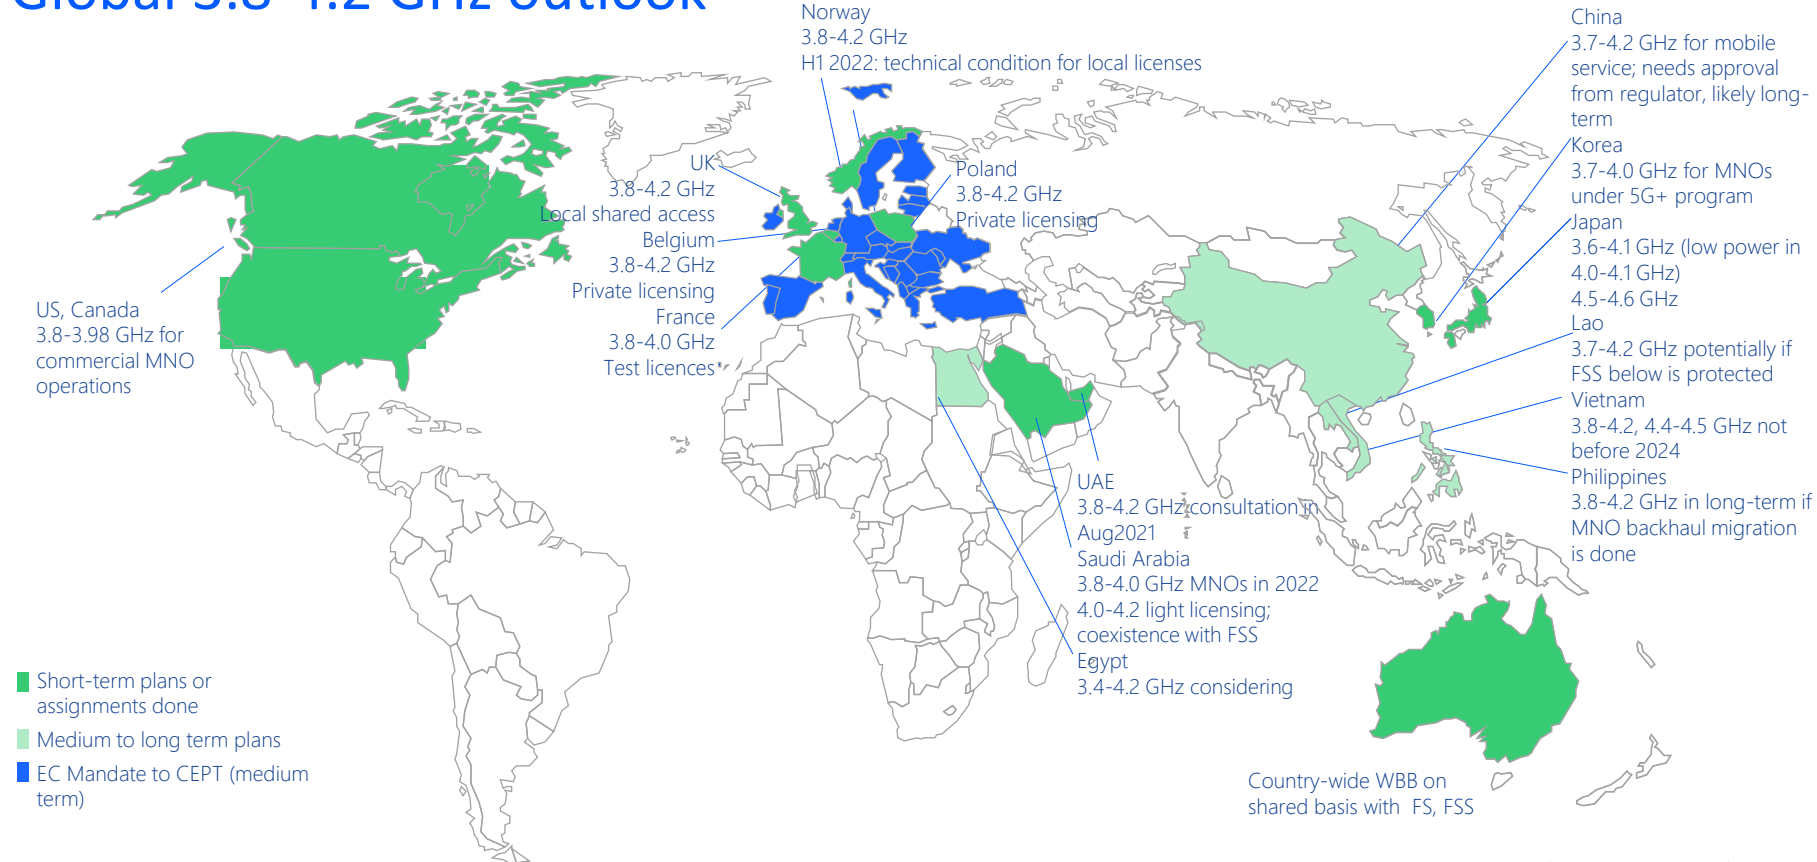 Global 3.8-4.2 GHz outlook
Norway
3.8-4.2 GHz
H1 2022: technical condition for local licenses
UK
3.8-4.2 GHz
Local shared access
Belgium
3.8-4.2 GHz
Private licensing
France
3.8-4.0 GHz
Test licences
Poland
3.8-4.2 GHz
Private licensing
US, Canada
3.8-3.98 GHz for
commercial MNO
operations
China
3.7-4.2 GHz for mobile
service; needs approval
from regulator, likely long-
term
Korea
3.7-4.0 GHz for MNOs
under 5G+ program
Japan
3.6-4.1 GHz (low power in
4.0-4.1 GHz)
4.5-4.6 GHz
Lao
3.7-4.2 GHz potentially if
FSS below is protected
Vietnam
3.8-4.2, 4.4-4.5 GHz not
before 2024
Philippines
3.8-4.2 GHz in long-term if
MNO backhaul migration
is done
UAE
3.8-4.2 GHz consultation in
Aug2021
Saudi Arabia
3.8-4.0 GHz MNOs in 2022
4.0-4.2 light licensing;
coexistence with FSS
Egypt
3.4-4.2 GHz considering
Short-term plans or
assignments done
Medium to long term plans
EC Mandate to CEPT (medium
term)
Country-wide WBB on
shared basis with FS, FSS